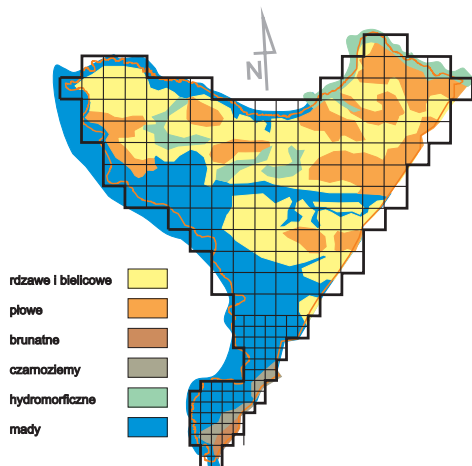 N
rdzawe i bielicowe
płowe
brunatne
czarnoziemy
hydromorficzne
mady